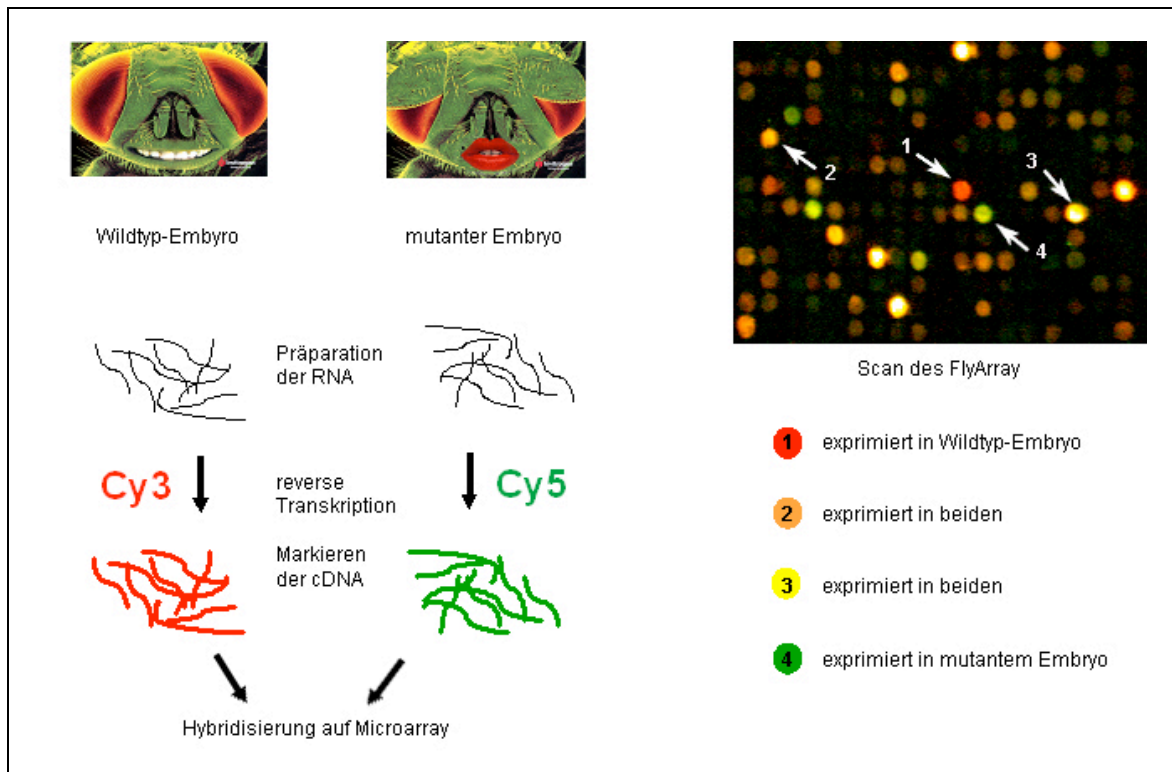 Wildtyp-Embyro
mutanter Embryo
Präparation
der RNA
Cy3
reverse
Transkription
Cy5
Markieren
der cDNA
Hybridisierung auf Microarray
1
2
3
4
Scan des FlyArray
1 exprimiert in Wildtyp-Embryo
2 exprimiert in beiden
3 exprimiert in beiden
4 exprimiert in mutantem Embryo